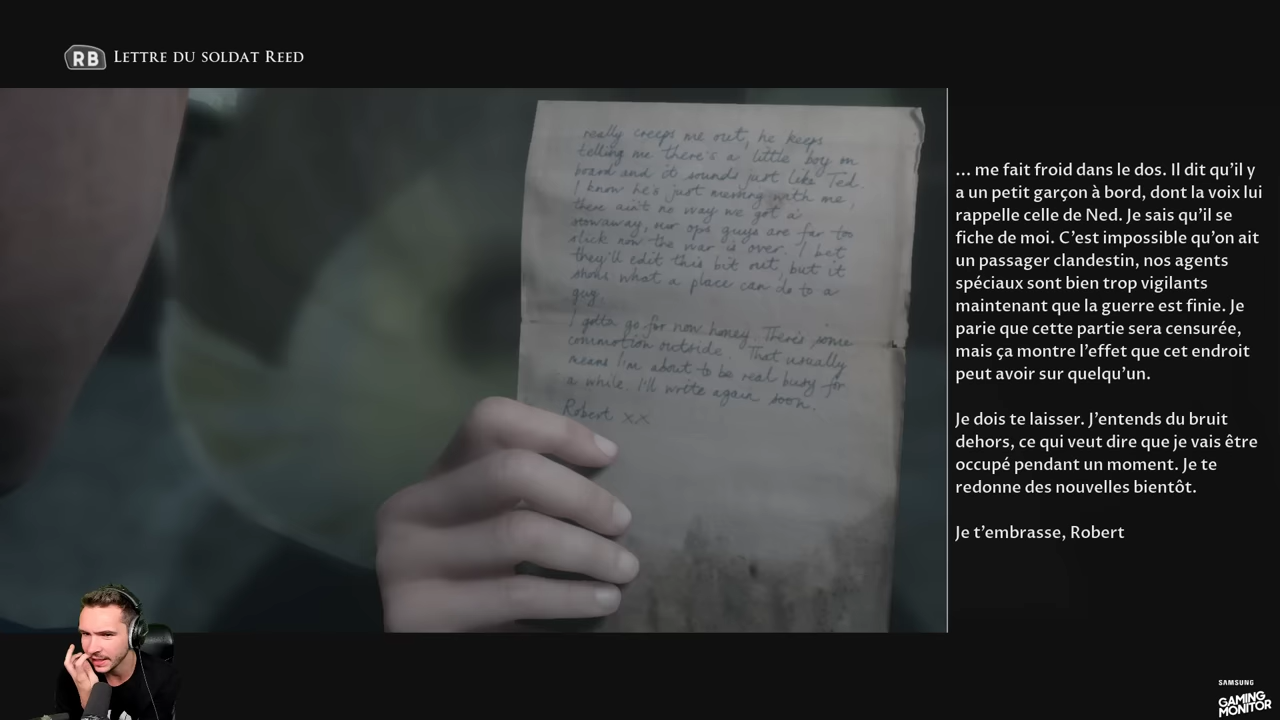 RB Lettre du soldat Reed
really creeps me out, he keeps
telling me there's a little boy on
board and it sounds just like Ted.
I know he's just messing with me,
there ain't no way we got a
stowaway, our ops guys are far too
slick now the war is over. I bet
they'll edit this bit out, but it
shows what a place can do to a
guy.
I gotta go for now honey. There's some
commotion outside. That usually
means I'm about to be real busy for
a while. I'll write again soon.
Robert xx
... me fait froid dans le dos. Il dit qu'il y
a un petit garçon à bord, dont la voix lui
rappelle celle de Ned. Je sais qu'il se
fiche de moi. C'est impossible qu'on ait
un passager clandestin, nos agents
spéciaux sont bien trop vigilants
maintenant que la guerre est finie. Je
parie que cette partie sera censurée,
mais ça montre l'effet que cet endroit
peut avoir sur quelqu'un.
Je dois te laisser. J'entends du bruit
dehors, ce qui veut dire que je vais être
occupé pendant un moment. Je te
redonne des nouvelles bientôt.
Je t'embrasse, Robert
SAMSUNG
GAMING
MONITOR